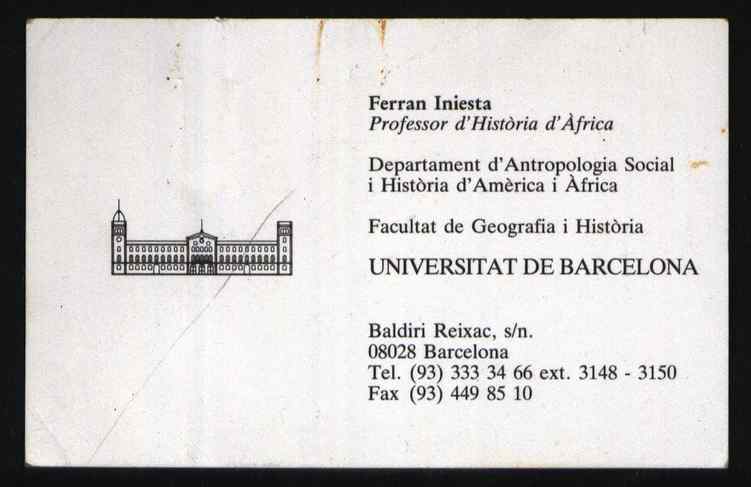 Ferran Iniesta
Professor d'Història d'Àfrica
Departament d'Antropologia Social
i Història d'Amèrica i Àfrica
Facultat de Geografia i Història
UNIVERSITAT DE BARCELONA
Baldiri Reixac, s/n.
08028 Barcelona
Tel. (93) 333 34 66 ext. 3148 - 3150
Fax (93) 449 85 10